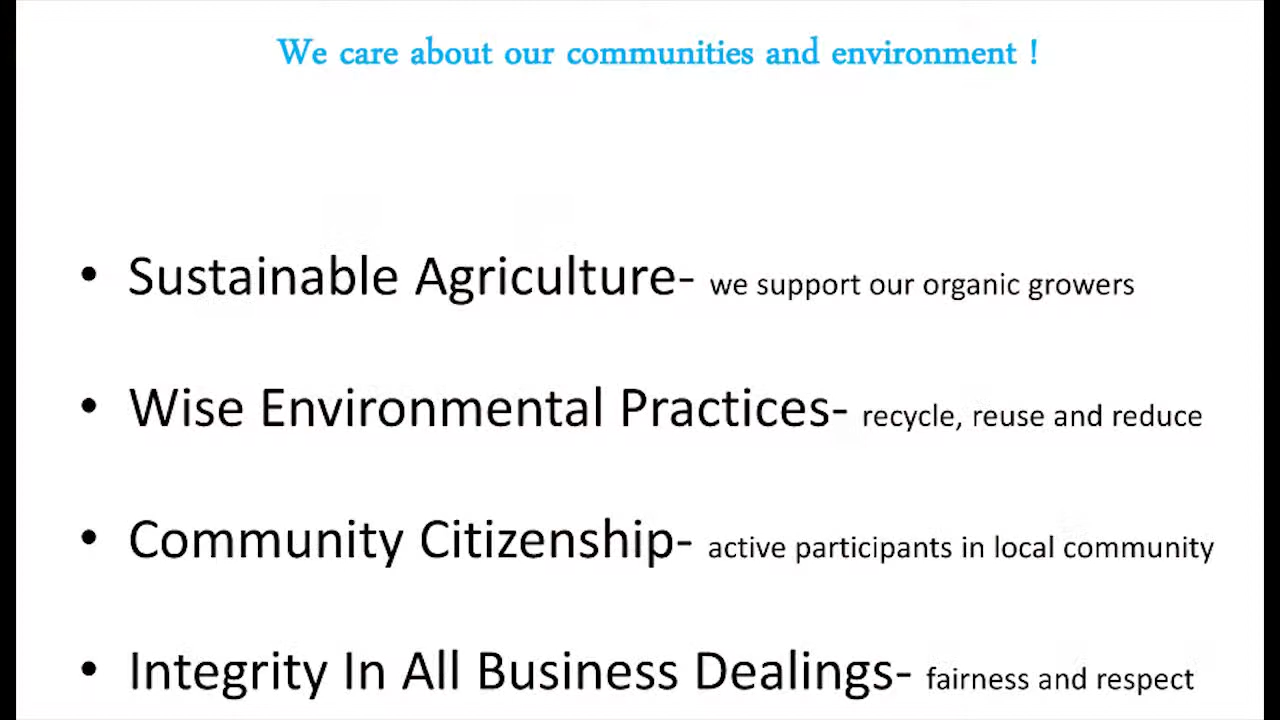 We care about our communities and environment !
• Sustainable Agriculture- we support our organic growers
• Wise Environmental Practices- recycle, reuse and reduce
• Community Citizenship- active participants in local community
• Integrity In All Business Dealings- fairness and respect